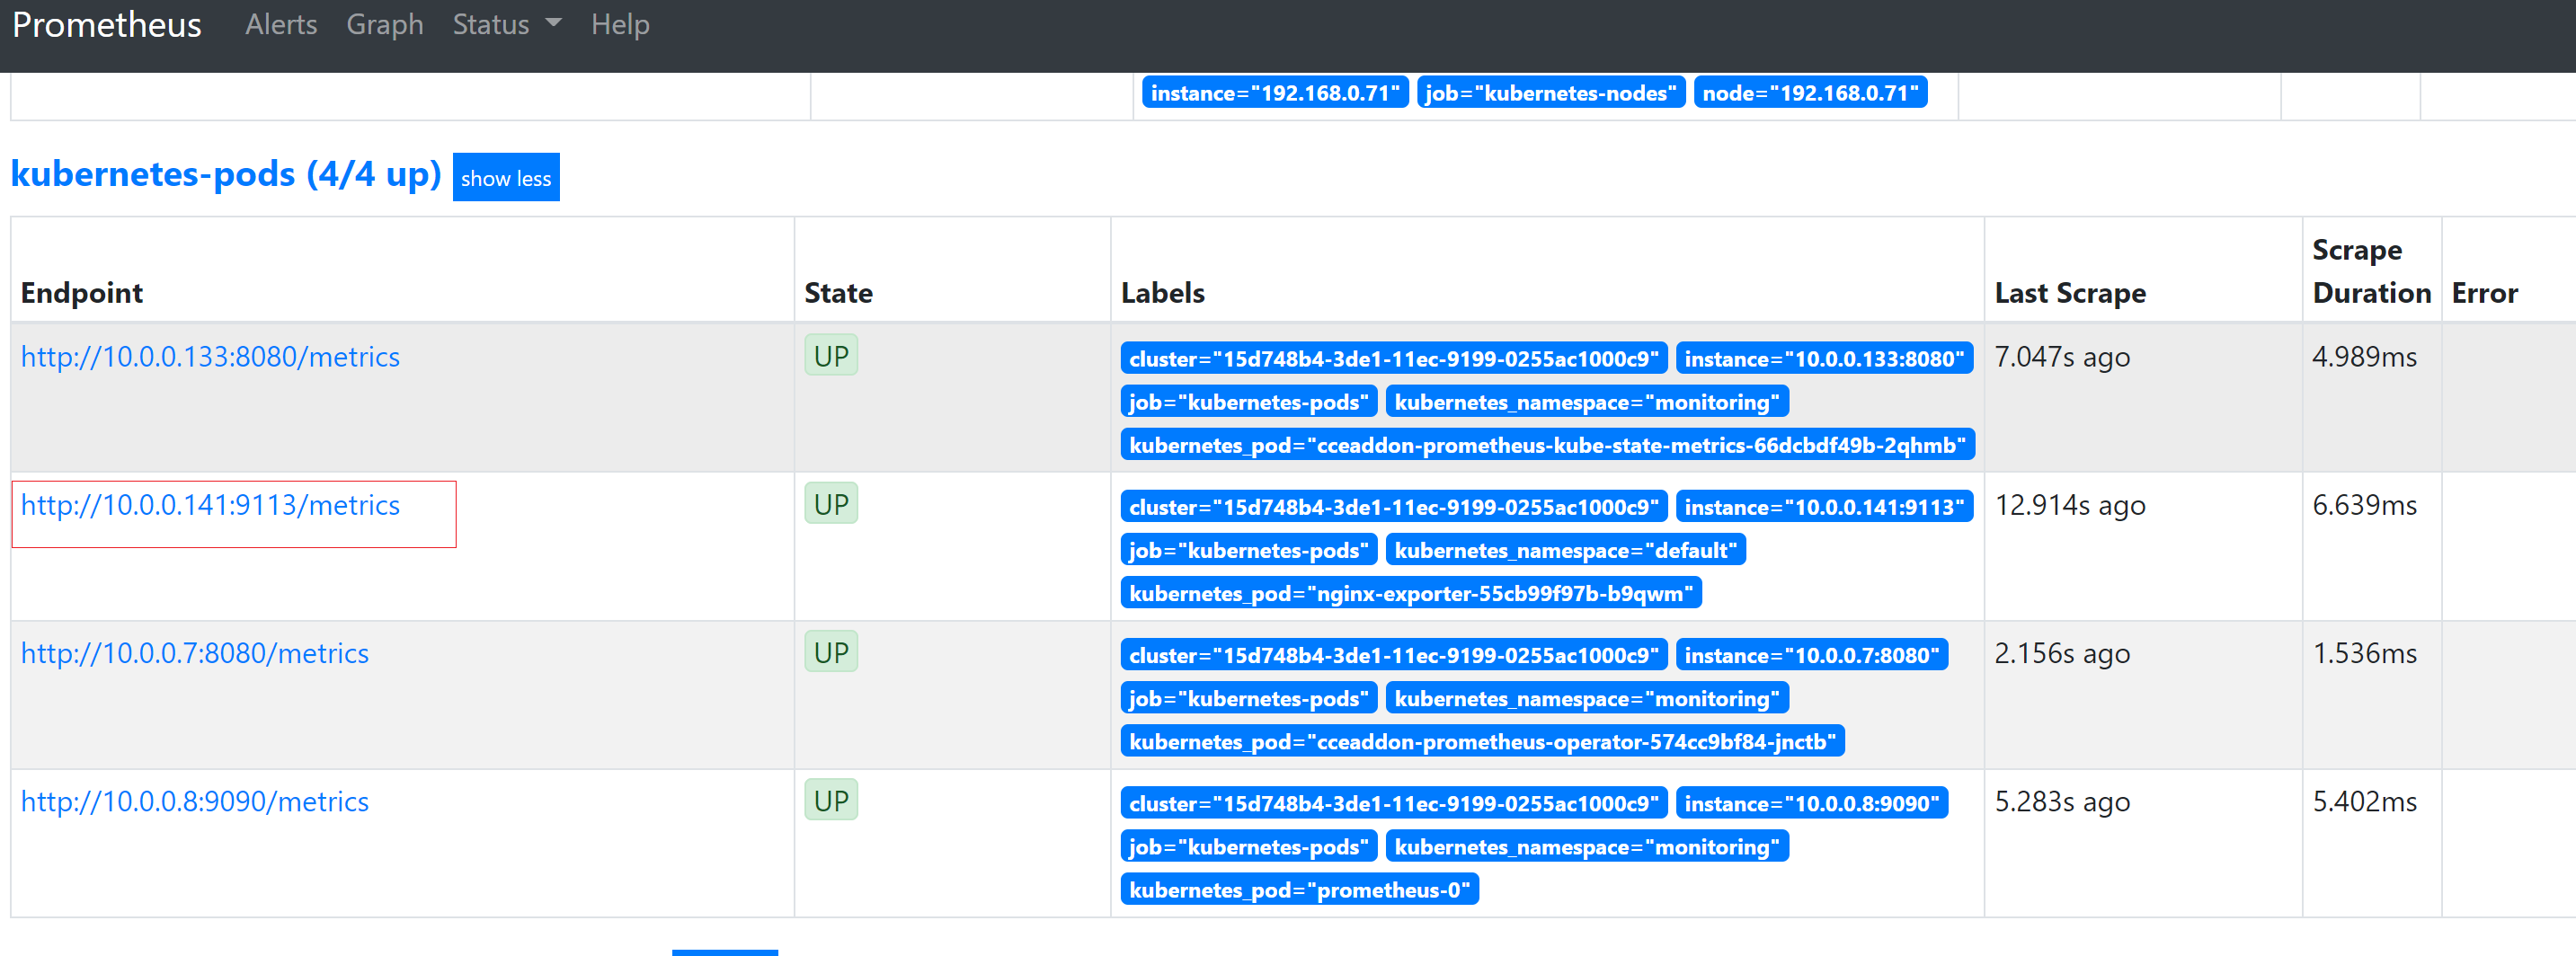 Prometheus Alerts Graph Status Help
instance="192.168.0.71" job="kubernetes-nodes" node="192.168.0.71"
kubernetes-pods (4/4 up) show less
Endpoint State Labels Last Scrape Scrape Duration Error
http://10.0.0.133:8080/metrics UP cluster="15d748b4-3de1-11ec-9199-0255ac1000c9" instance="10.0.0.133:8080" 7.047s ago 4.989ms
job="kubernetes-pods" kubernetes_namespace="monitoring"
kubernetes_pod="cceaddon-prometheus-kube-state-metrics-66dcbdf49b-2qhmb"
http://10.0.0.141:9113/metrics UP cluster="15d748b4-3de1-11ec-9199-0255ac1000c9" instance="10.0.0.141:9113" 12.914s ago 6.639ms
job="kubernetes-pods" kubernetes_namespace="default"
kubernetes_pod="nginx-exporter-55cb99f97b-b9qwm"
http://10.0.0.7:8080/metrics UP cluster="15d748b4-3de1-11ec-9199-0255ac1000c9" instance="10.0.0.7:8080" 2.156s ago 1.536ms
job="kubernetes-pods" kubernetes_namespace="monitoring"
kubernetes_pod="cceaddon-prometheus-operator-574cc9bf84-jnctb"
http://10.0.0.8:9090/metrics UP cluster="15d748b4-3de1-11ec-9199-0255ac1000c9" instance="10.0.0.8:9090" 5.283s ago 5.402ms
job="kubernetes-pods" kubernetes_namespace="monitoring"
kubernetes_pod="prometheus-0"